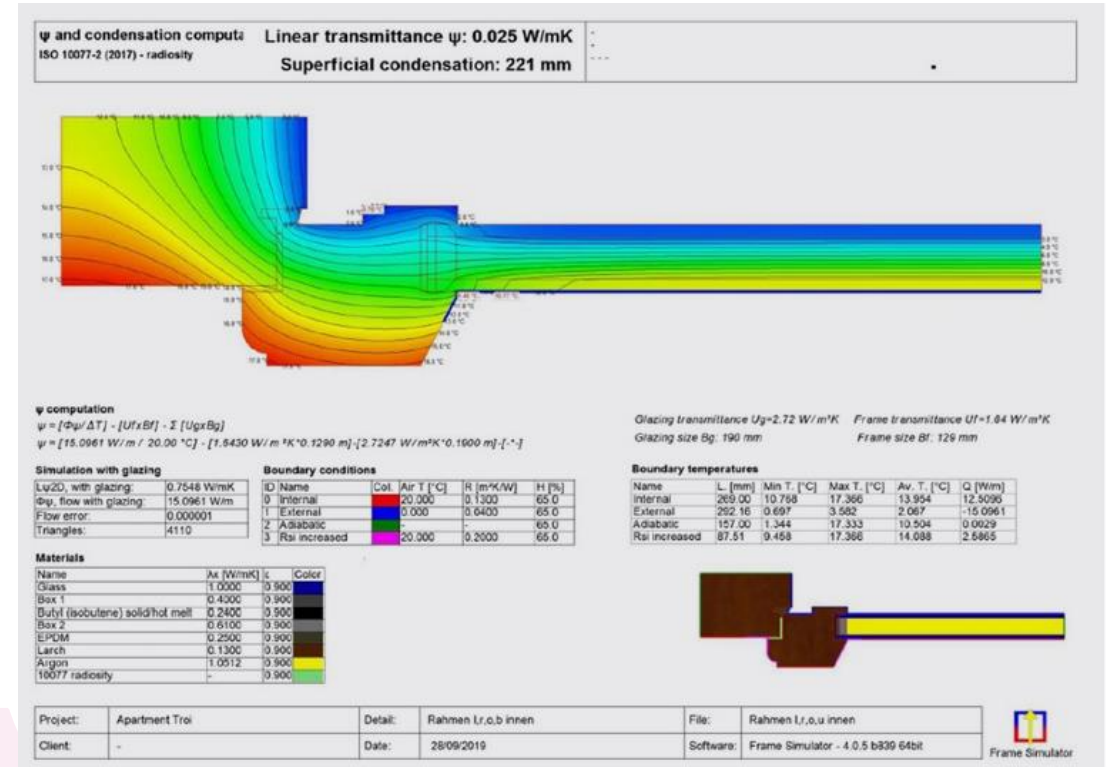 ψ and condensation computa
ISO 10077-2 (2017) - radiosity
Linear transmittance ψ: 0.025 W/mK
Superficial condensation: 221 mm
ψ computation
ψ = [Φψ/ΔT] - [UfxBf] - Σ [UgxBg]
ψ = [15.0961 W/m / 20.00 °C] - [1.6430 W/m²K*0.1290 m]-[2.7247 W/m²K*0.1900 m]-[-*-]
Glazing transmittance Ug=2.72 W/m²K Frame transmittance Uf=1.64 W/m²K
Glazing size Bg: 190 mm Frame size Bf: 129 mm
Simulation with glazing
Lψ2D, with glazing: 0.7548 W/mK
Φψ, flow with glazing: 15.0961 W/m
Flow error: 0.000001
Triangles: 4110
Boundary conditions
ID Name Col. Air T [°C] R [m²K/W] H [%]
0 Internal 20.000 0.1300 65.0
1 External 0.000 0.0400 65.0
2 Adiabatic - - 65.0
3 Rsi increased 20.000 0.2000 65.0
Boundary temperatures
Name L. [mm] Min T. [°C] Max T. [°C] Av. T. [°C] Q [W/m]
Internal 269.00 10.768 17.366 13.954 12.5096
External 292.16 0.697 3.582 2.067 -15.0961
Adiabatic 157.00 1.344 17.333 10.504 0.0029
Rsi increased 87.51 9.458 17.366 14.088 2.5865
Materials
Name λx [W/mK] ε Color
Glass 1.0000 0.900
Box 1 0.4000 0.900
Butyl (isobutene) solid/hot melt 0.2400 0.900
Box 2 0.6100 0.900
EPDM 0.2500 0.900
Larch 0.1300 0.900
Argon 1.0512 0.900
10077 radiosity - 0.900
Project: Apartment Troi Detail: Rahmen l,r,o,b innen File: Rahmen l,r,o,u innen
Client: - Date: 28/09/2019 Software: Frame Simulator - 4.0.5 b839 64bit
Frame Simulator